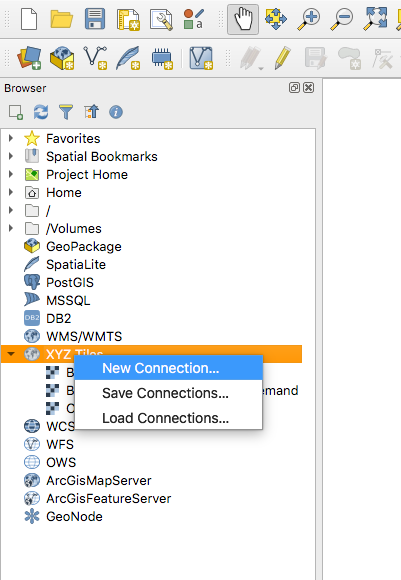 Browser
Favorites
Spatial Bookmarks
Project Home
Home
/
/Volumes
GeoPackage
SpatiaLite
PostGIS
MSSQL
DB2
DB2
WMS/WMTS
XYZ Tiles
New Connection...
B
Save Connections...
B emand
Load Connections...
WCS
WFS
OWS
ArcGisMapServer
ArcGisFeatureServer
GeoNode